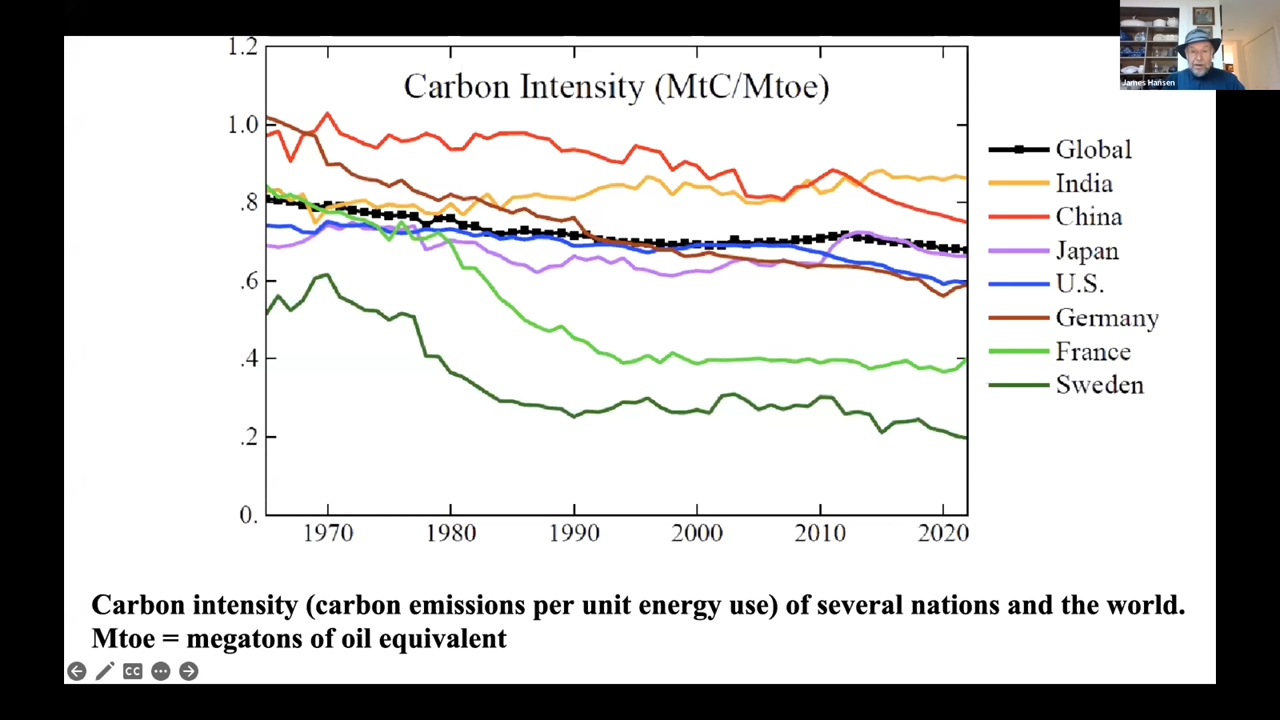 James Hansen
Carbon Intensity (MtC/Mtoe)
1.2
1.0
.8
.6
.4
.2
0.
1970 1980 1990 2000 2010 2020
Global
India
China
Japan
U.S.
Germany
France
Sweden
Carbon intensity (carbon emissions per unit energy use) of several nations and the world.
Mtoe = megatons of oil equivalent
CC